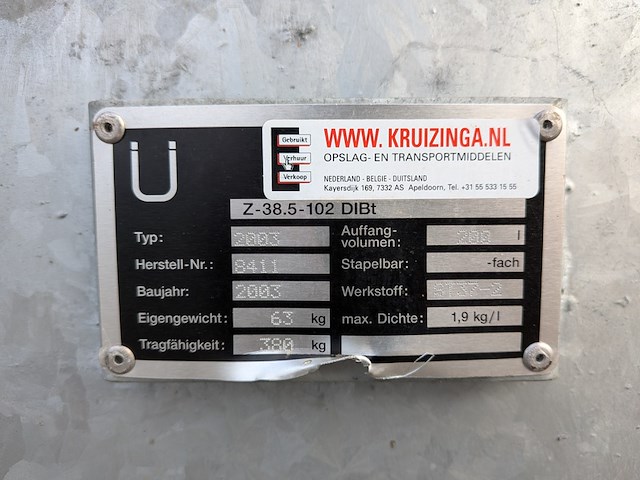 Gebruikt
Verhuur
Verkoop
WWW. KRUIZINGA.NL
OPSLAG- EN TRANSPORTMIDDELEN
NEDERLAND - BELGIE - DUITSLAND
Kayersdijk 169, 7332 AS Apeldoorn, Tel. +31 55 533 15 55
Ü
Z-38.5-102 DIBt
Typ: 2003
Herstell-Nr.: 8411
Baujahr: 2003
Eigengewicht: 63 kg
Tragfähigkeit: 380 kg
Auffang-
volumen: 200 l
Stapelbar: -fach
Werkstoff:
max. Dichte: 1,9 kg/l